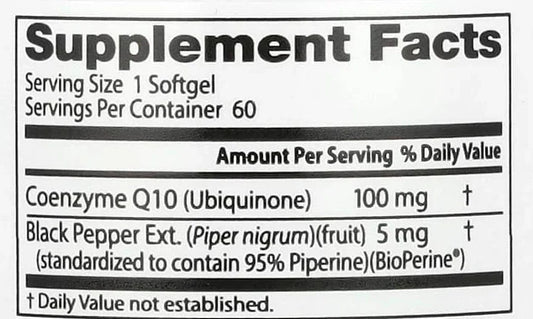 Supplement Facts
Serving Size 1 Softgel
Servings Per Container 60
Amount Per Serving % Daily Value
Coenzyme Q10 (Ubiquinone) 100 mg †
Black Pepper Ext. (Piper nigrum)(fruit) 5 mg †
(standardized to contain 95% Piperine)(BioPerine®)
† Daily Value not established.